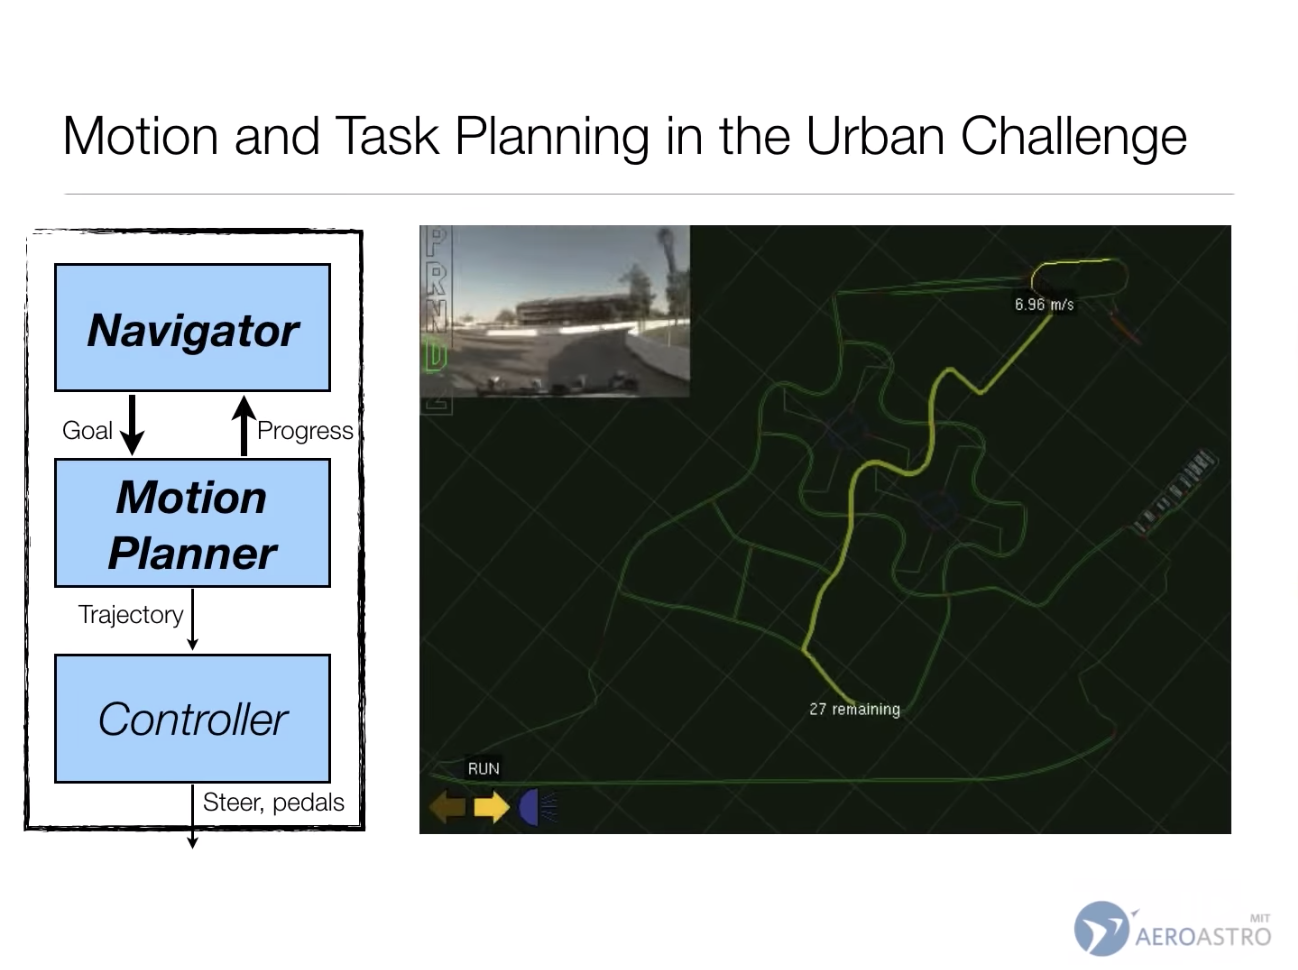 Motion and Task Planning in the Urban Challenge
Navigator
Goal
Progress
Motion
Planner
Trajectory
Controller
Steer, pedals
P
R
N
D
2
6.96 m/s
27 remaining
RUN
MIT
AEROASTRO